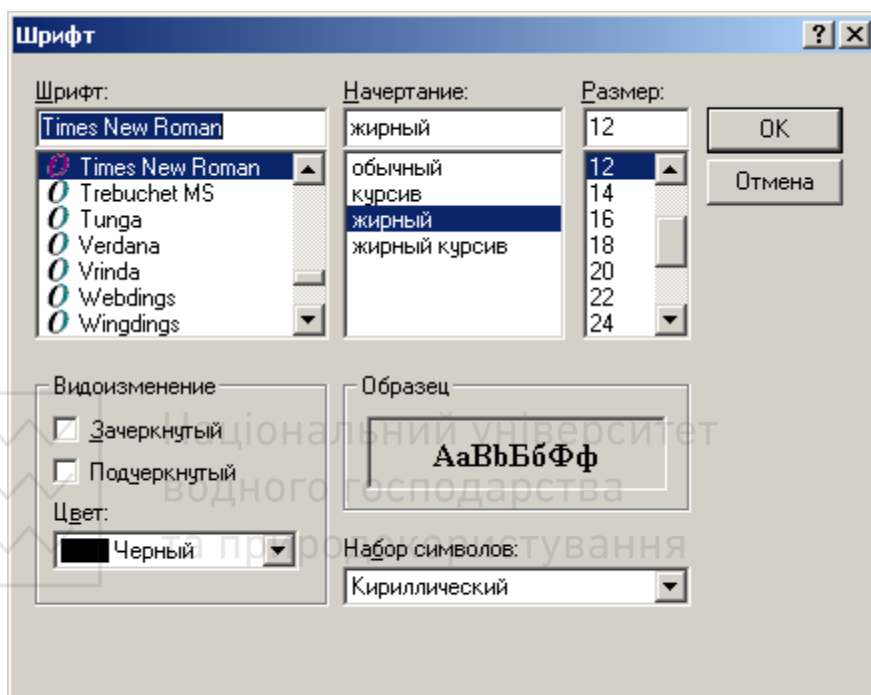 Шрифт
Шрифт:
Times New Roman
Times New Roman
Trebuchet MS
Tunga
Verdana
Vrinda
Webdings
Wingdings
Начертание:
жирный
обычный
курсив
жирный
жирный курсив
Размер:
12
12
14
16
18
20
22
24
OK
Отмена
Видоизменение
Зачеркнутый
Подчеркнутый
Цвет:
Черный
Образец
АаВbБбФф
Набор символов:
Кириллический
Національний університет
водного господарства
та природокористування